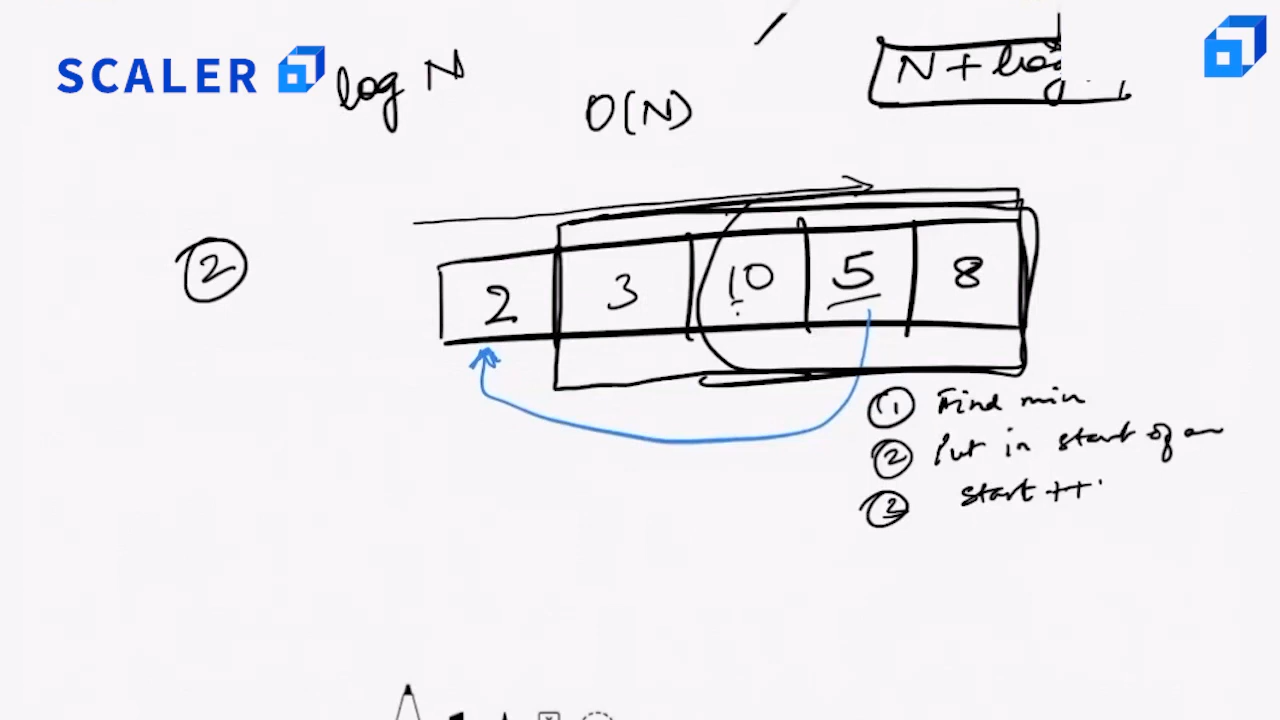 SCALER
log N
O(N)
N + log
2
2 3 10 5 8
1 Find min
2 Put in start of
3 start ++